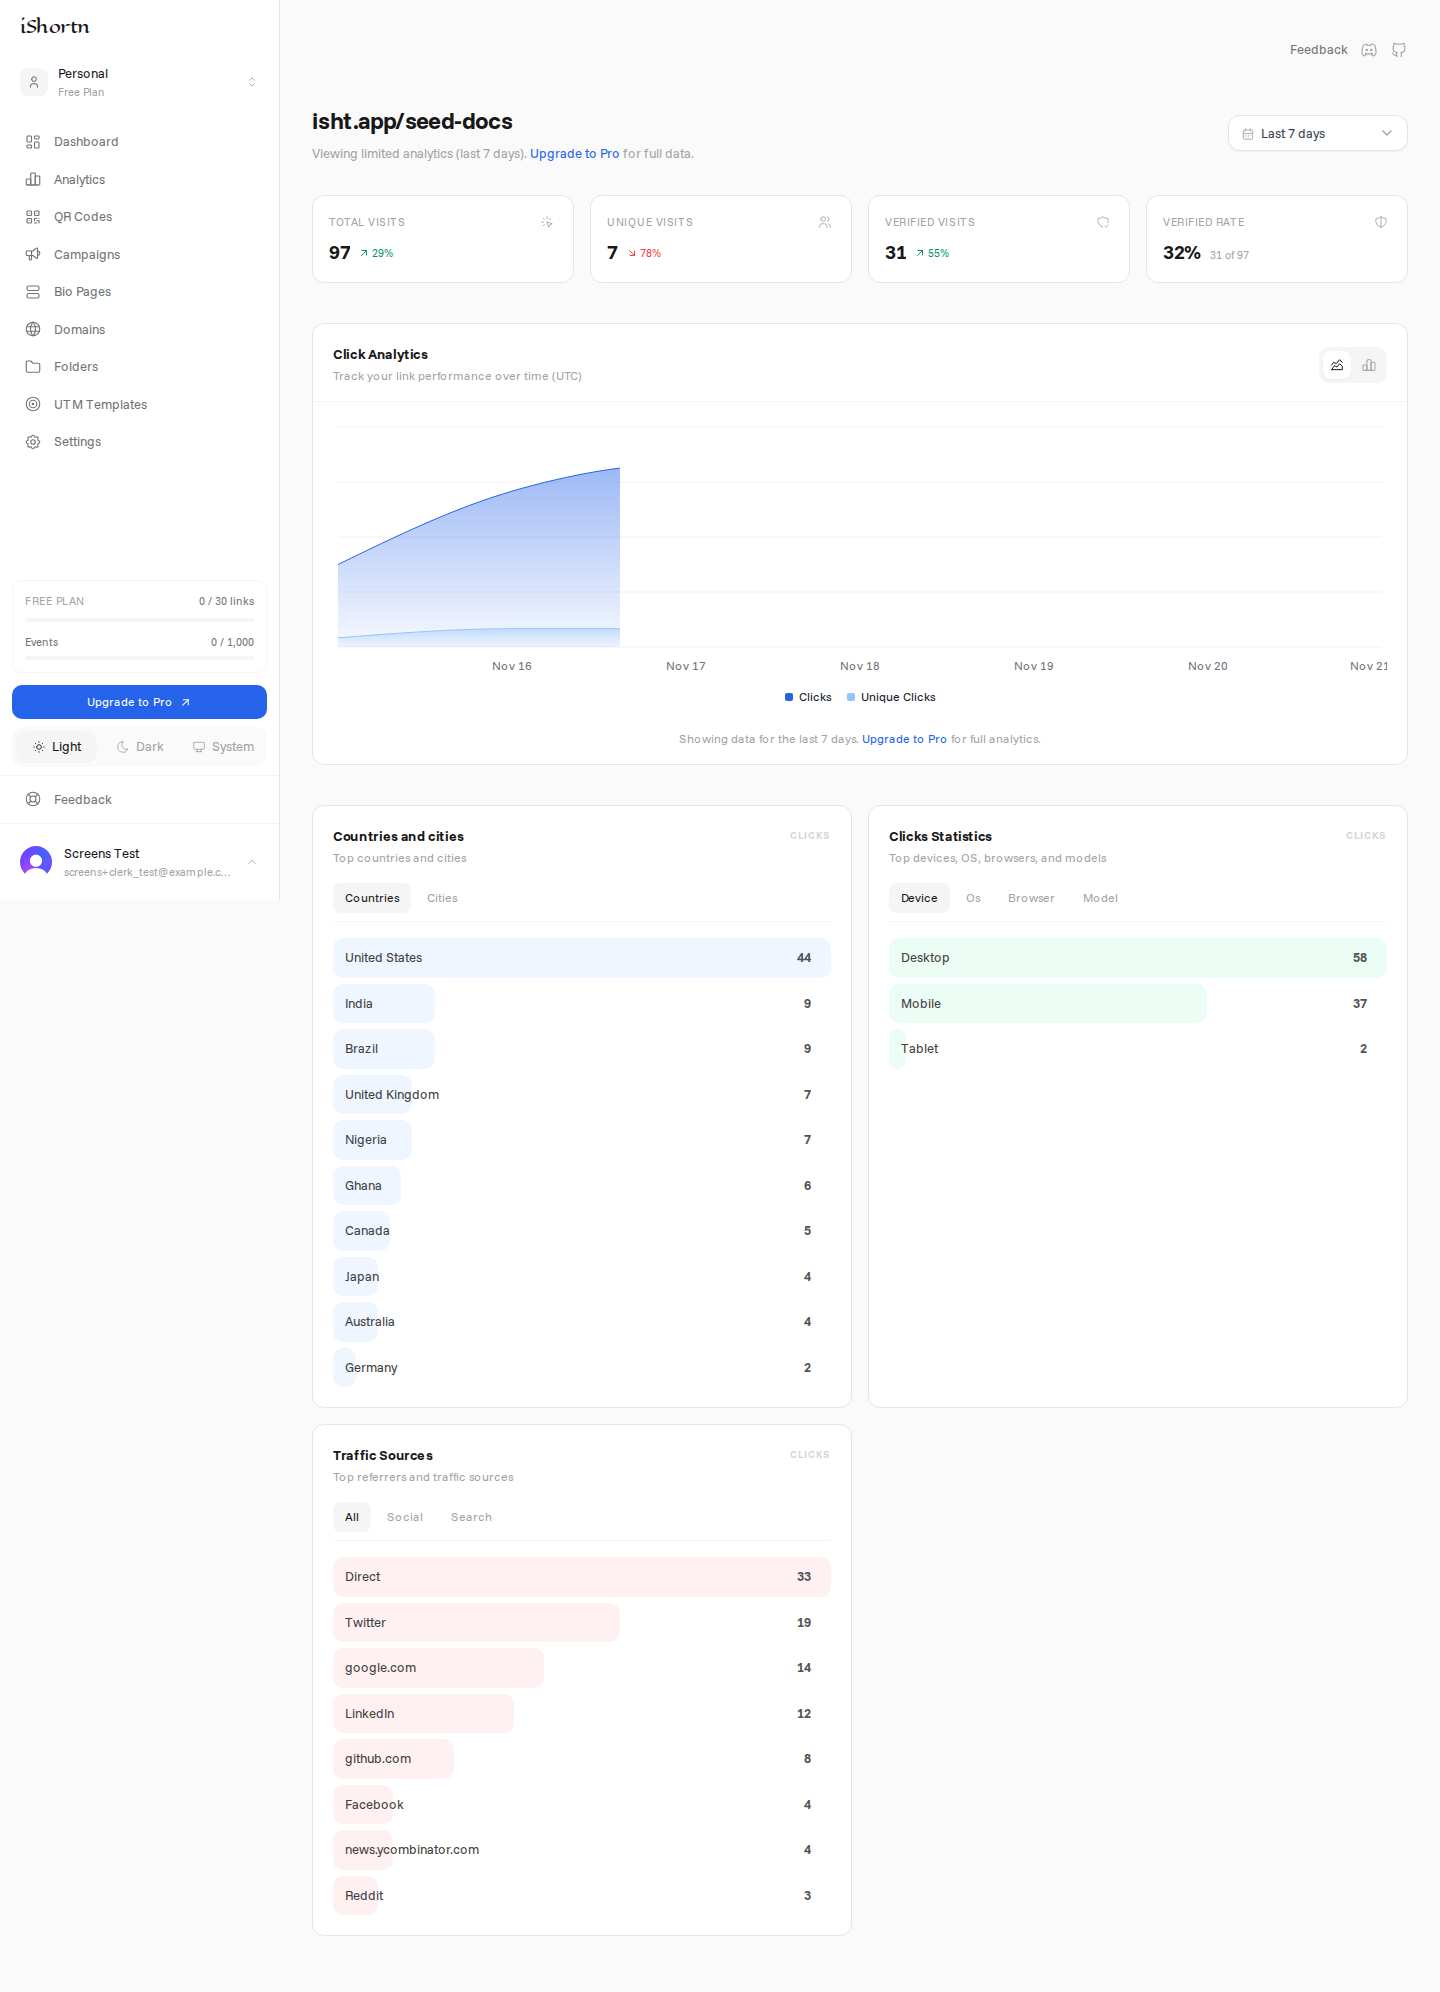 iShortn
Personal
Free Plan
Dashboard
Analytics
QR Codes
Campaigns
Bio Pages
Domains
Folders
UTM Templates
Settings
FREE PLAN 0 / 30 links
Events 0 / 1,000
Upgrade to Pro
Light Dark System
Feedback
Screens Test
screens+clerk_test@example.c...
Feedback
isht.app/seed-docs
Viewing limited analytics (last 7 days). Upgrade to Pro for full data.
Last 7 days
TOTAL VISITS
97 29%
UNIQUE VISITS
7 78%
VERIFIED VISITS
31 55%
VERIFIED RATE
32% 31 of 97
Click Analytics
Track your link performance over time (UTC)
Nov 16 Nov 17 Nov 18 Nov 19 Nov 20 Nov 21
Clicks Unique Clicks
Showing data for the last 7 days. Upgrade to Pro for full analytics.
Countries and cities CLICKS
Top countries and cities
Countries Cities
United States 44
India 9
Brazil 9
United Kingdom 7
Nigeria 7
Ghana 6
Canada 5
Japan 4
Australia 4
Germany 2
Clicks Statistics CLICKS
Top devices, OS, browsers, and models
Device Os Browser Model
Desktop 58
Mobile 37
Tablet 2
Traffic Sources CLICKS
Top referrers and traffic sources
All Social Search
Direct 33
Twitter 19
google.com 14
LinkedIn 12
github.com 8
Facebook 4
news.ycombinator.com 4
Reddit 3